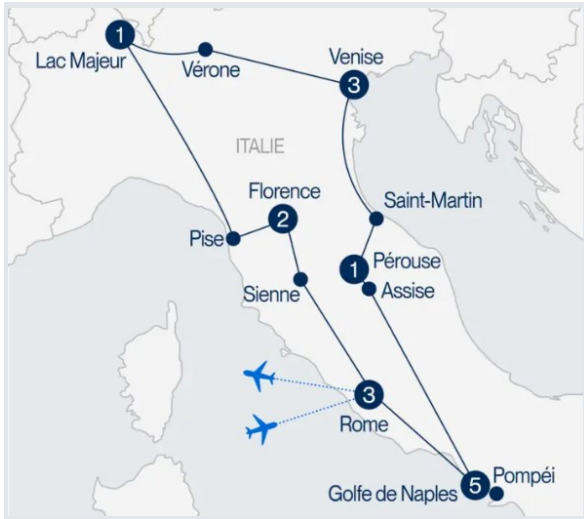 1
Lac Majeur
Vérone
Venise
3
ITALIE
Florence
2
Saint-Martin
Pise
1
Pérouse
Sienne
Assise
3
Rome
5
Pompéi
Golfe de Naples